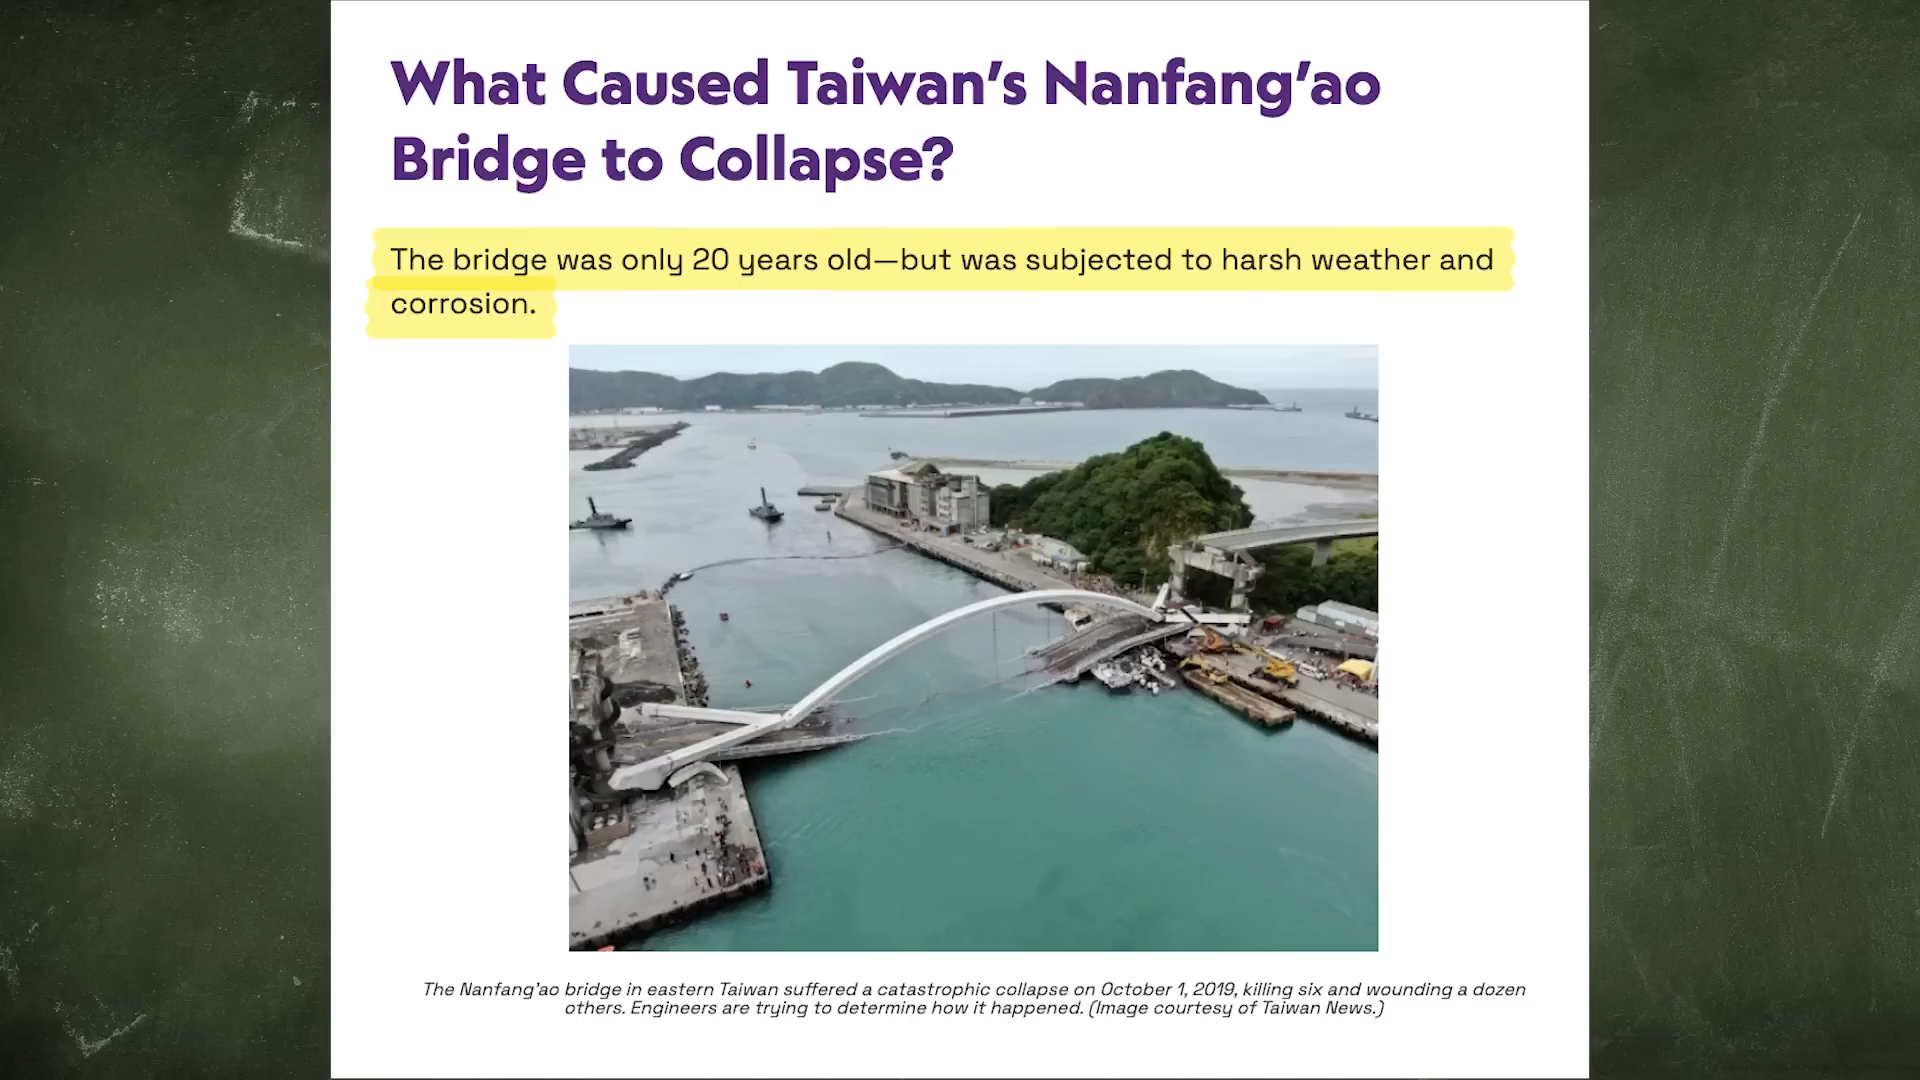 What Caused Taiwan’s Nanfang’ao
Bridge to Collapse?
The bridge was only 20 years old—but was subjected to harsh weather and
corrosion.
The Nanfang’ao bridge in eastern Taiwan suffered a catastrophic collapse on October 1, 2019, killing six and wounding a dozen
others. Engineers are trying to determine how it happened. (Image courtesy of Taiwan News.)